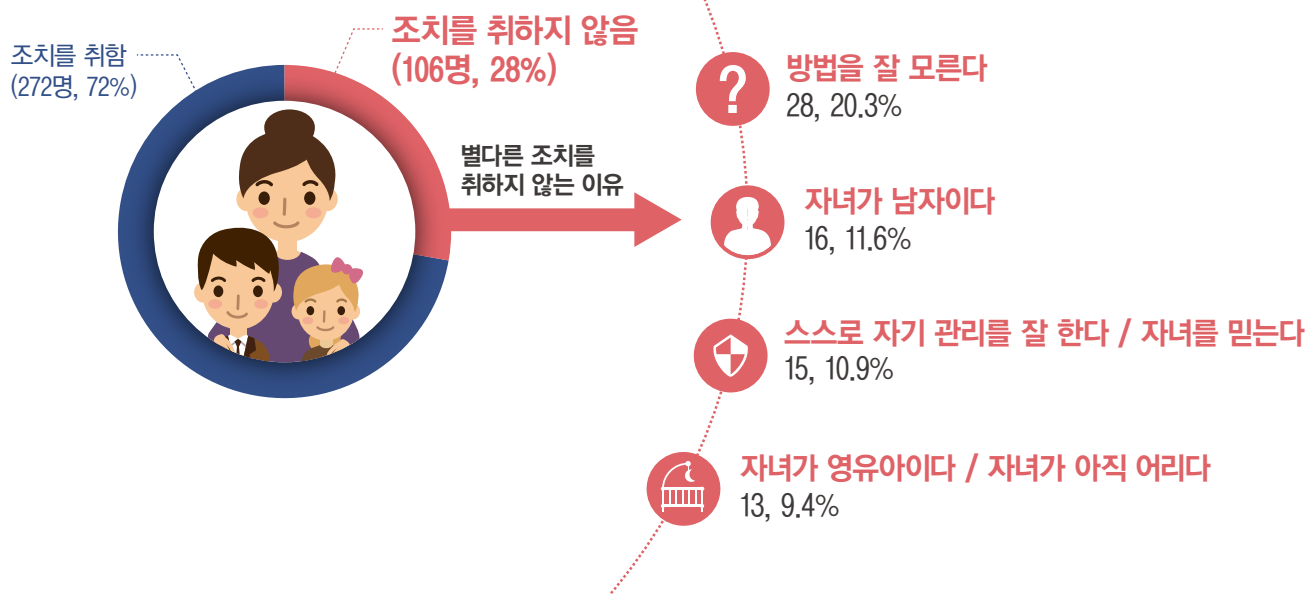 조치를 취함
(272명, 72%)
조치를 취하지 않음
(106명, 28%)
별다른 조치를
취하지 않는 이유
?
방법을 잘 모른다
28, 20.3%
자녀가 남자이다
16, 11.6%
스스로 자기 관리를 잘 한다 / 자녀를 믿는다
15, 10.9%
자녀가 영유아이다 / 자녀가 아직 어리다
13, 9.4%